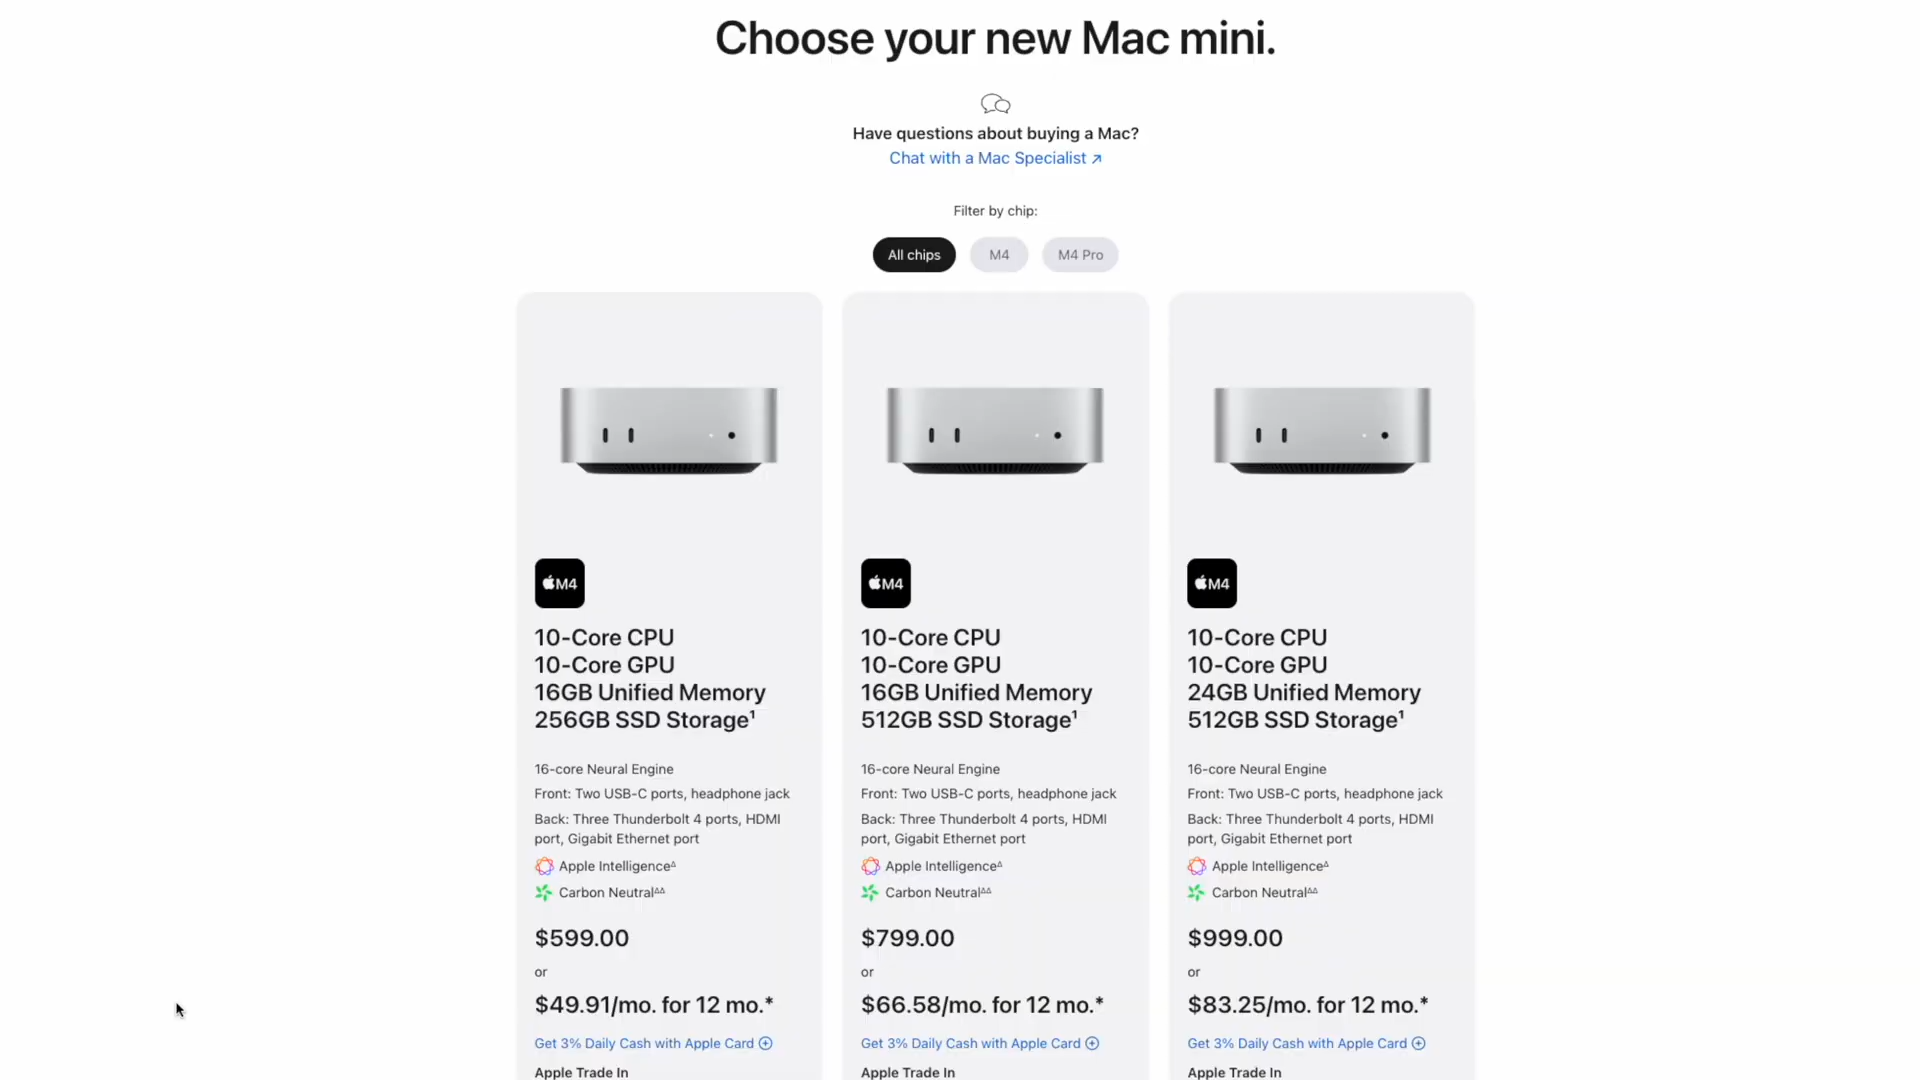 Choose your new Mac mini.
Have questions about buying a Mac?
Chat with a Mac Specialist ↗
Filter by chip:
All chips
M4
M4 Pro
M4
10-Core CPU
10-Core GPU
16GB Unified Memory
256GB SSD Storage¹
16-core Neural Engine
Front: Two USB-C ports, headphone jack
Back: Three Thunderbolt 4 ports, HDMI
port, Gigabit Ethernet port
Apple Intelligence∆
Carbon Neutral∆∆
$599.00
or
$49.91/mo. for 12 mo.*
Get 3% Daily Cash with Apple Card
Apple Trade In
M4
10-Core CPU
10-Core GPU
16GB Unified Memory
512GB SSD Storage¹
16-core Neural Engine
Front: Two USB-C ports, headphone jack
Back: Three Thunderbolt 4 ports, HDMI
port, Gigabit Ethernet port
Apple Intelligence∆
Carbon Neutral∆∆
$799.00
or
$66.58/mo. for 12 mo.*
Get 3% Daily Cash with Apple Card
Apple Trade In
M4
10-Core CPU
10-Core GPU
24GB Unified Memory
512GB SSD Storage¹
16-core Neural Engine
Front: Two USB-C ports, headphone jack
Back: Three Thunderbolt 4 ports, HDMI
port, Gigabit Ethernet port
Apple Intelligence∆
Carbon Neutral∆∆
$999.00
or
$83.25/mo. for 12 mo.*
Get 3% Daily Cash with Apple Card
Apple Trade In